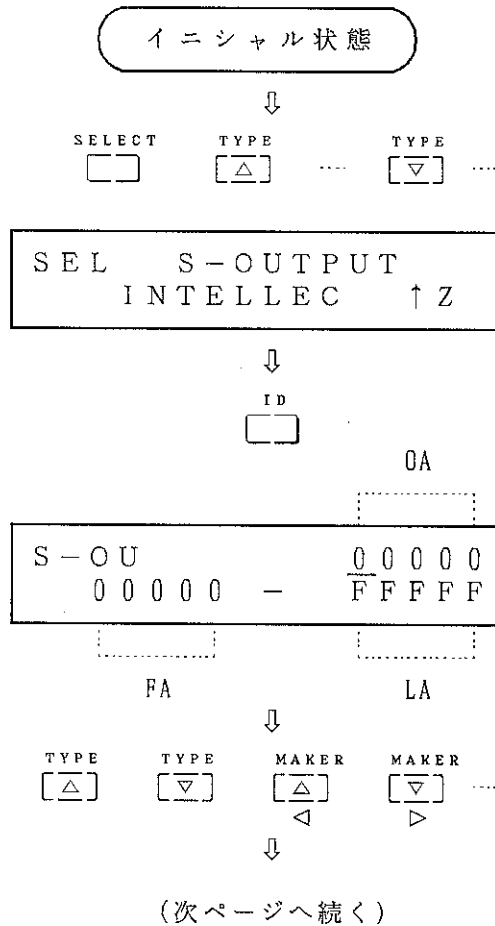 イニシャル状態
⇩
SELECT TYPE TYPE
△ ‥‥ ▽ ‥‥
SEL S-OUTPUT
INTELLEC ↑Z
⇩
ID
OA
S-OU 00000
00000 - FFFFF
FA LA
⇩
TYPE TYPE MAKER MAKER
△ ▽ △ ▽ ‥‥
◁ ▷
⇩
(次ページへ続く)